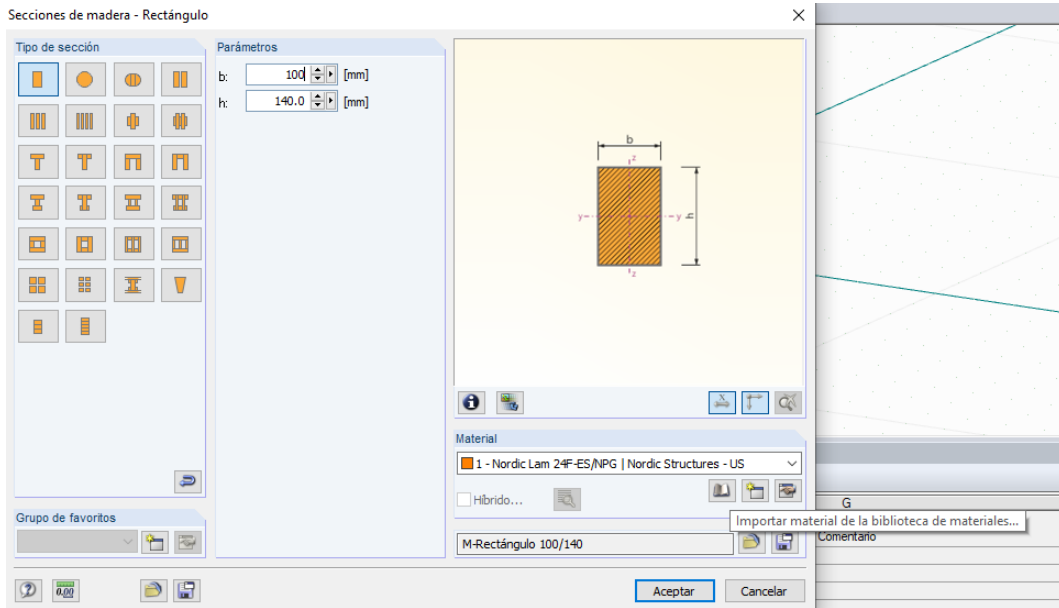 Secciones de madera - Rectángulo
Tipo de sección
Parámetros
b: 100 [mm]
h: 140.0 [mm]
b
z
y
y
h
z
X
Material
1 - Nordic Lam 24F-ES/NPG | Nordic Structures - US
Híbrido...
G
Importar material de la biblioteca de materiales...
Comentario
Grupo de favoritos
M-Rectángulo 100/140
0.00
Aceptar
Cancelar